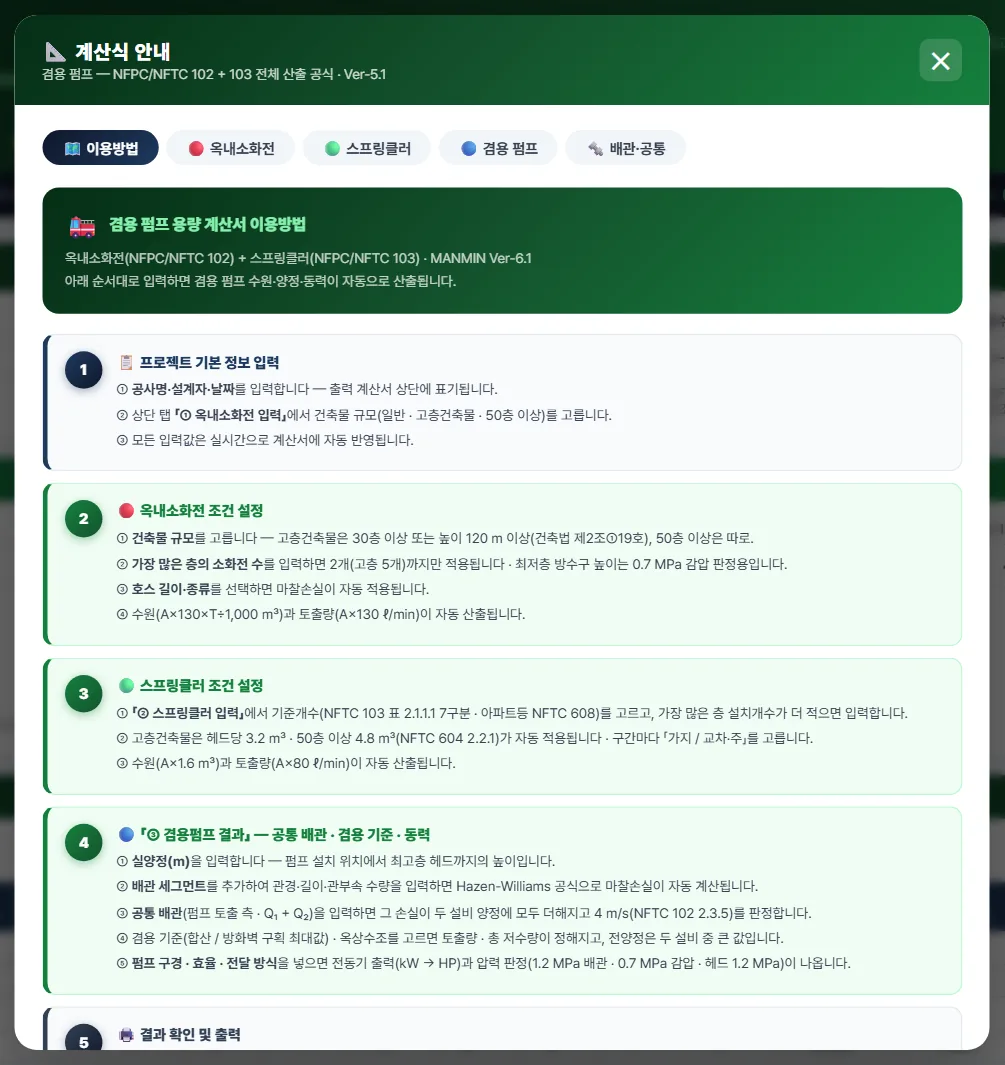 계산식 안내
겸용 펌프 — NFPC/NFTC 102 + 103 전체 산출 공식 · Ver-5.1
이용방법
옥내소화전
스프링클러
겸용 펌프
배관·공통
겸용 펌프 용량 계산서 이용방법
옥내소화전(NFPC/NFTC 102) + 스프링클러(NFPC/NFTC 103) · MANMIN Ver-6.1
아래 순서대로 입력하면 겸용 펌프 수원·양정·동력이 자동으로 산출됩니다.
1
프로젝트 기본 정보 입력
① 공사명·설계자·날짜를 입력합니다 — 출력 계산서 상단에 표기됩니다.
② 상단 탭 「① 옥내소화전 입력」에서 건축물 규모(일반 · 고층건축물 · 50층 이상)를 고릅니다.
③ 모든 입력값은 실시간으로 계산서에 자동 반영됩니다.
2
옥내소화전 조건 설정
① 건축물 규모를 고릅니다 — 고층건축물은 30층 이상 또는 높이 120 m 이상(건축법 제2조①19호), 50층 이상은 따로.
② 가장 많은 층의 소화전 수를 입력하면 2개(고층 5개)까지만 적용됩니다 · 최저층 방수구 높이는 0.7 MPa 감압 판정용입니다.
③ 호스 길이·종류를 선택하면 마찰손실이 자동 적용됩니다.
④ 수원(A×130×T÷1,000 m³)과 토출량(A×130 ℓ/min)이 자동 산출됩니다.
3
스프링클러 조건 설정
① 「② 스프링클러 입력」에서 기준개수(NFTC 103 표 2.1.1.1 7구분 · 아파트등 NFTC 608)를 고르고, 가장 많은 층 설치개수가 더 적으면 입력합니다.
② 고층건축물은 헤드당 3.2 m³ · 50층 이상 4.8 m³(NFTC 604 2.2.1)가 자동 적용됩니다 · 구간마다 「가지 / 교차·주」를 고릅니다.
③ 수원(A×1.6 m³)과 토출량(A×80 ℓ/min)이 자동 산출됩니다.
4
「③ 겸용펌프 결과」 — 공통 배관 · 겸용 기준 · 동력
① 실양정(m)을 입력합니다 — 펌프 설치 위치에서 최고층 헤드까지의 높이입니다.
② 배관 세그먼트를 추가하여 관경·길이·관부속 수량을 입력하면 Hazen-Williams 공식으로 마찰손실이 자동 계산됩니다.
③ 공통 배관(펌프 토출 측 · Q₁ + Q₂)을 입력하면 그 손실이 두 설비 양정에 모두 더해지고 4 m/s(NFTC 102 2.3.5)를 판정합니다.
④ 겸용 기준(합산 / 방화벽 구획 최대값) · 옥상수조를 고르면 토출량 · 총 저수량이 정해지고, 전양정은 두 설비 중 큰 값입니다.
⑤ 펌프 구경 · 효율 · 전달 방식을 넣으면 전동기 출력(kW → HP)과 압력 판정(1.2 MPa 배관 · 0.7 MPa 감압 · 헤드 1.2 MPa)이 나옵니다.
5
결과 확인 및 출력